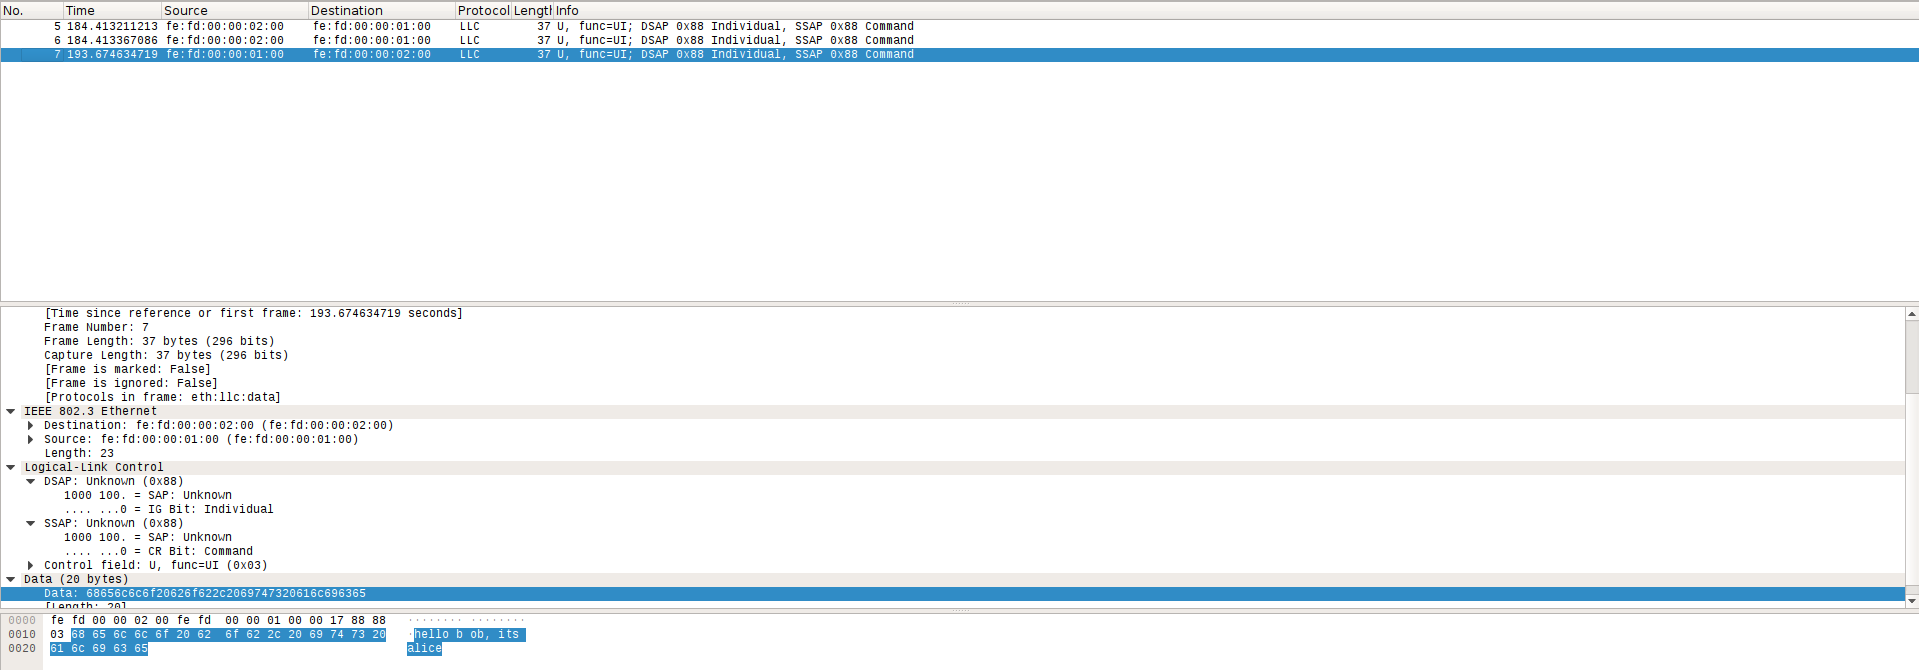 No. Time Source Destination Protocol Length Info
5 184.413211213 fe:fd:00:00:02:00 fe:fd:00:00:01:00 LLC 37 U, func=UI; DSAP 0x88 Individual, SSAP 0x88 Command
6 184.413367086 fe:fd:00:00:02:00 fe:fd:00:00:01:00 LLC 37 U, func=UI; DSAP 0x88 Individual, SSAP 0x88 Command
7 193.674634719 fe:fd:00:00:01:00 fe:fd:00:00:02:00 LLC 37 U, func=UI; DSAP 0x88 Individual, SSAP 0x88 Command
[Time since reference or first frame: 193.674634719 seconds]
Frame Number: 7
Frame Length: 37 bytes (296 bits)
Capture Length: 37 bytes (296 bits)
[Frame is marked: False]
[Frame is ignored: False]
[Protocols in frame: eth:llc:data]
IEEE 802.3 Ethernet
Destination: fe:fd:00:00:02:00 (fe:fd:00:00:02:00)
Source: fe:fd:00:00:01:00 (fe:fd:00:00:01:00)
Length: 23
Logical-Link Control
DSAP: Unknown (0x88)
1000 100. = SAP: Unknown
.... ...0 = IG Bit: Individual
SSAP: Unknown (0x88)
1000 100. = SAP: Unknown
.... ...0 = CR Bit: Command
Control field: U, func=UI (0x03)
Data (20 bytes)
Data: 68656c6c6f20626f622c2069747320616c696365
[Length: 20]
0000 fe fd 00 00 02 00 fe fd 00 00 01 00 00 17 88 88 ········ ········
0010 03 68 65 6c 6c 6f 20 62 6f 62 2c 20 69 74 73 20 ·hello b ob, its
0020 61 6c 69 63 65 alice